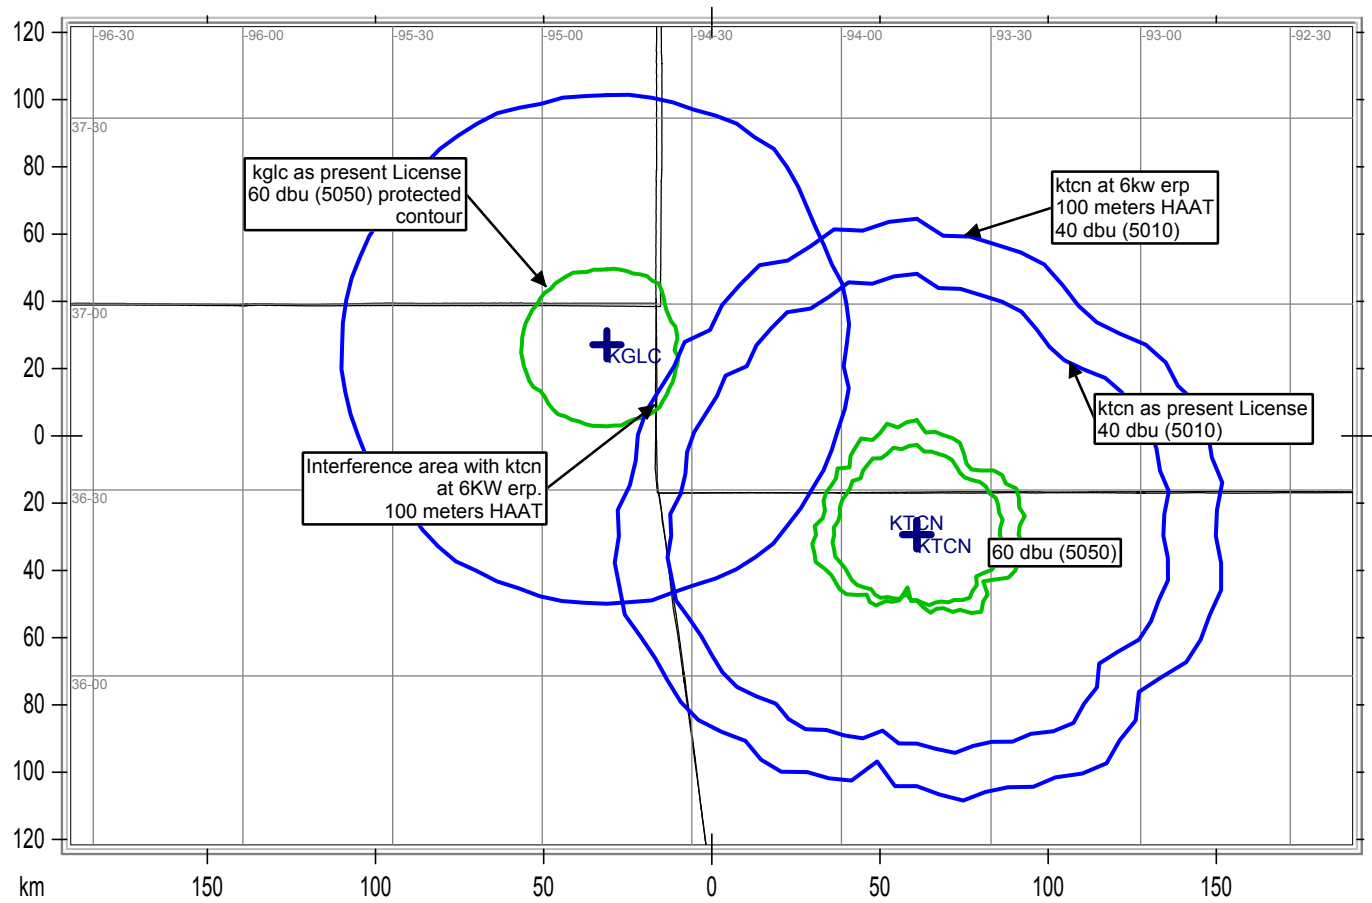 120
-96-30
-96-00
-95-30
-95-00
-94-30
-94-00
-93-30
-93-00
-92-30
100
37-30
80
kglc as present License
60 dbu (5050) protected
contour
ktcn at 6kw erp
100 meters HAAT
40 dbu (5010)
60
40
37-00
KGLC
20
ktcn as present License
40 dbu (5010)
0
Interference area with ktcn
at 6KW erp.
100 meters HAAT
20
36-30
KTCN
KTCN
60 dbu (5050)
40
60
36-00
80
100
120
km
150
100
50
0
50
100
150